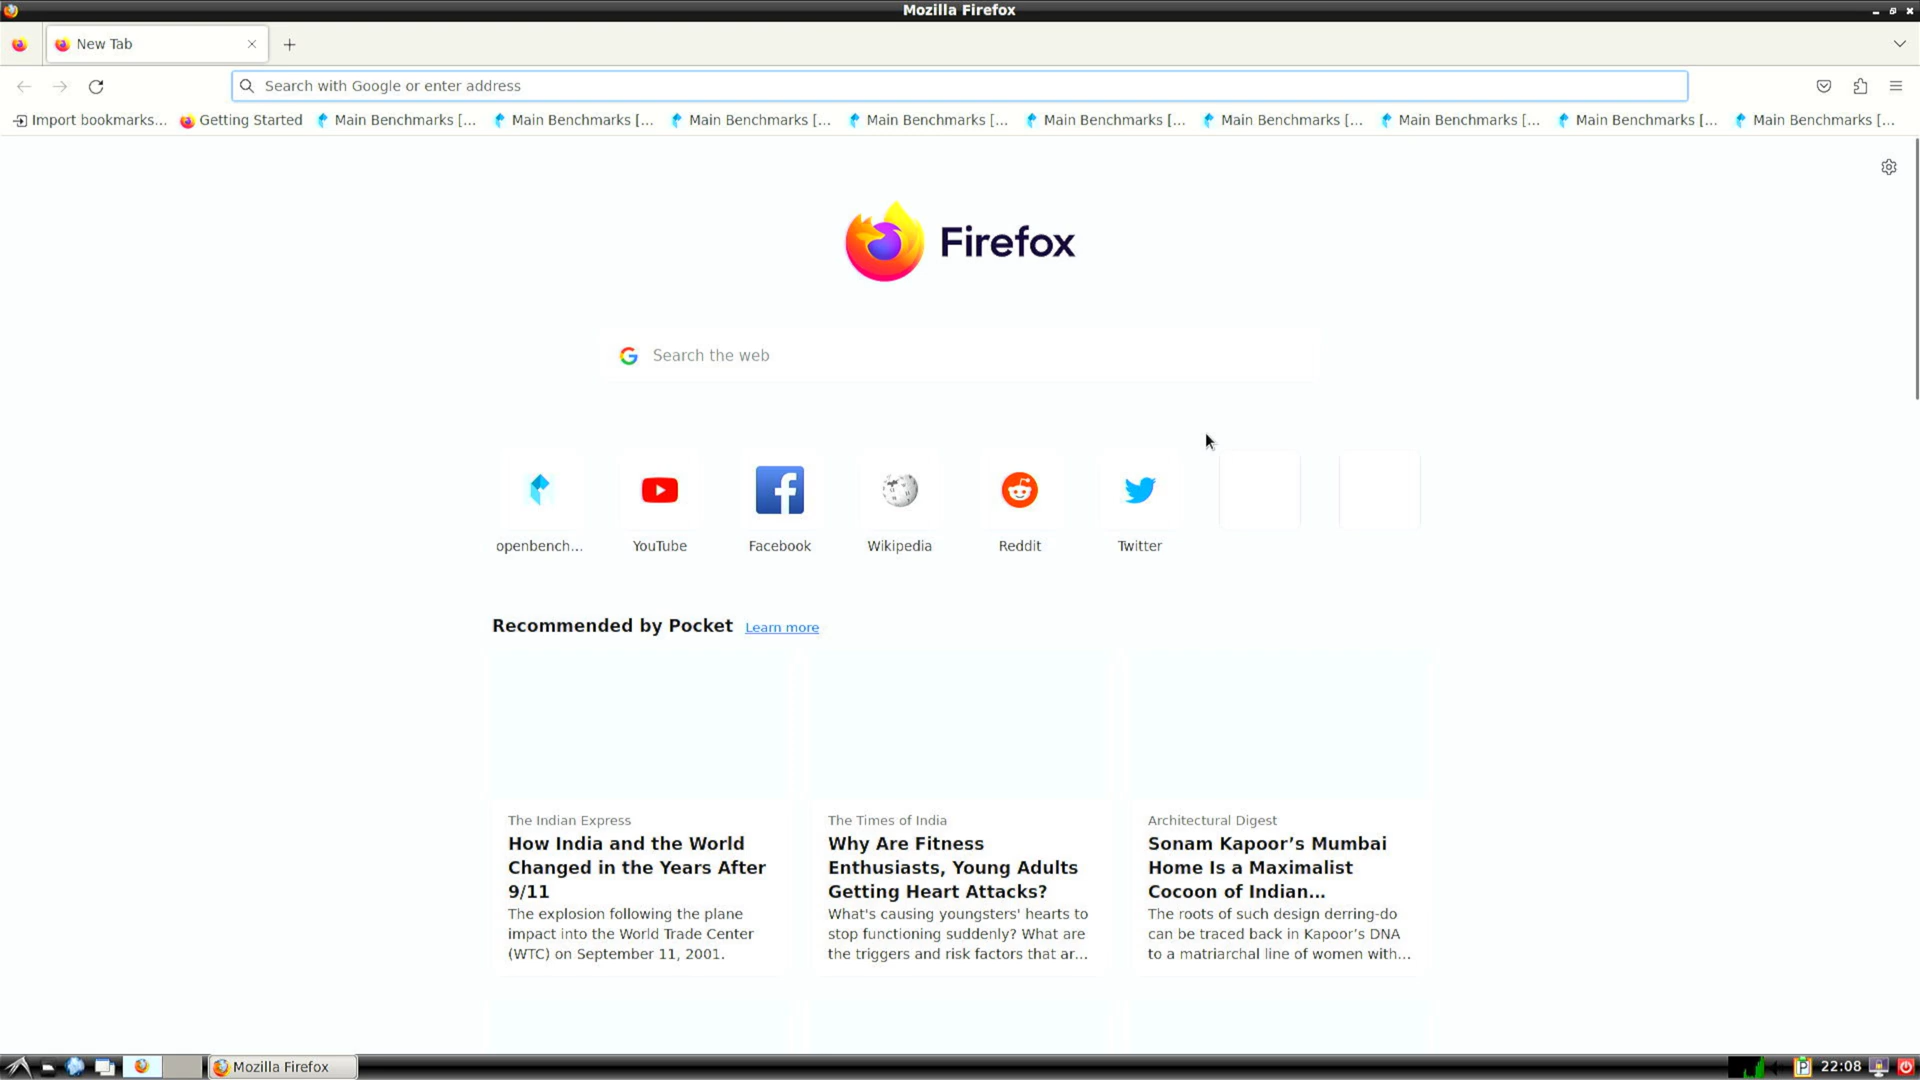 Mozilla Firefox
New Tab
Search with Google or enter address
Import bookmarks...
Getting Started
Main Benchmarks [...
Main Benchmarks [...
Main Benchmarks [...
Main Benchmarks [...
Main Benchmarks [...
Main Benchmarks [...
Main Benchmarks [...
Main Benchmarks [...
Main Benchmarks [...
Firefox
Search the web
openbench...
YouTube
Facebook
Wikipedia
Reddit
Twitter
Recommended by Pocket Learn more
The Indian Express
How India and the World
Changed in the Years After
9/11
The explosion following the plane
impact into the World Trade Center
(WTC) on September 11, 2001.
The Times of India
Why Are Fitness
Enthusiasts, Young Adults
Getting Heart Attacks?
What's causing youngsters' hearts to
stop functioning suddenly? What are
the triggers and risk factors that ar...
Architectural Digest
Sonam Kapoor’s Mumbai
Home Is a Maximalist
Cocoon of Indian...
The roots of such design derring-do
can be traced back in Kapoor’s DNA
to a matriarchal line of women with...
Mozilla Firefox
22:08